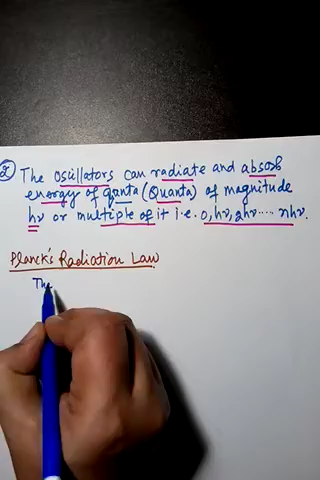 ② The oscillators can radiate and absorb
energy of qanta (Quanta) of magnitude
hν or multiple of it i.e. 0, hν, 2hν ---- nhν.
Planck's Radiation Law
The